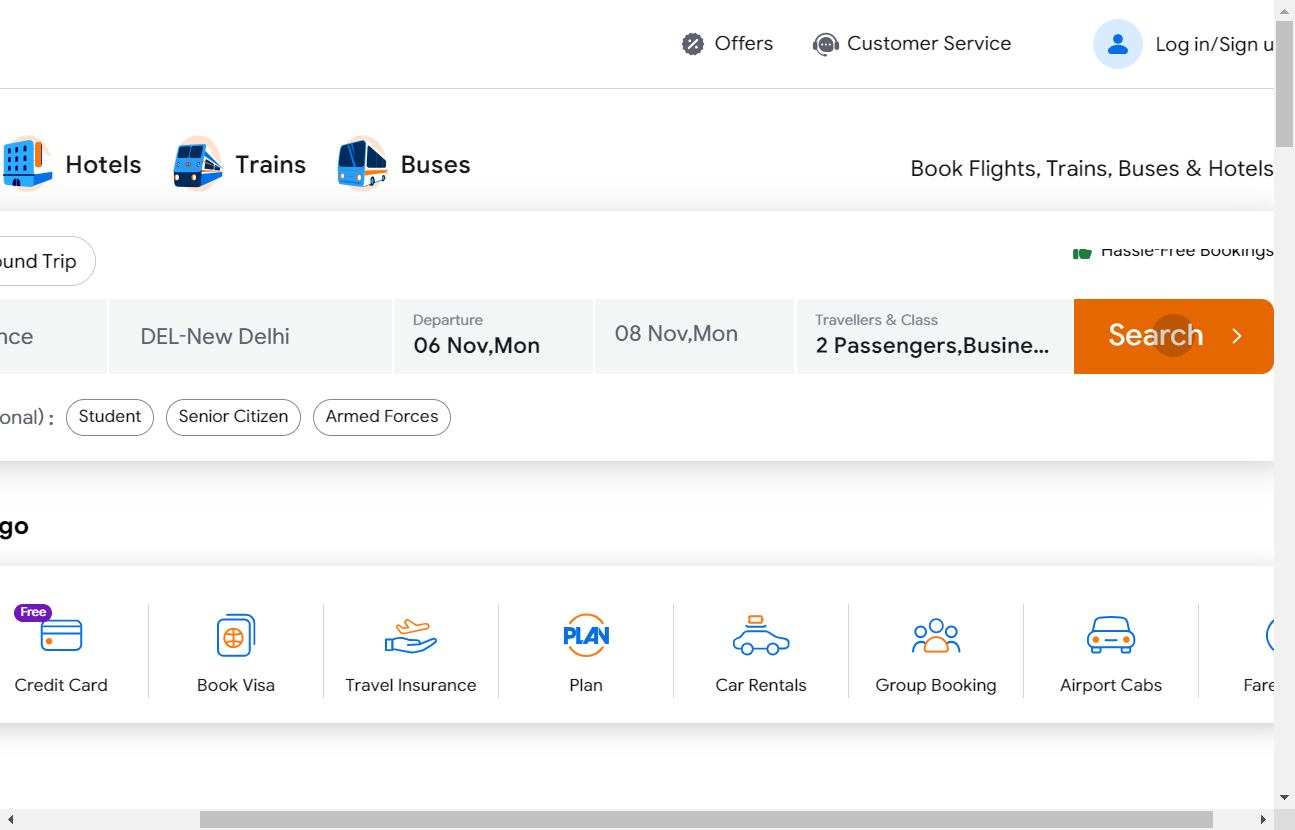 Offers
Customer Service
Log in/Sign u
Hotels
Trains
Buses
Book Flights, Trains, Buses & Hotels
ound Trip
Hassle-Free Bookings
nce
DEL-New Delhi
Departure
06 Nov,Mon
08 Nov,Mon
Travellers & Class
2 Passengers,Busine...
Search
onal) :
Student
Senior Citizen
Armed Forces
go
Free
Credit Card
Book Visa
Travel Insurance
PLAN
Plan
Car Rentals
Group Booking
Airport Cabs
Fare